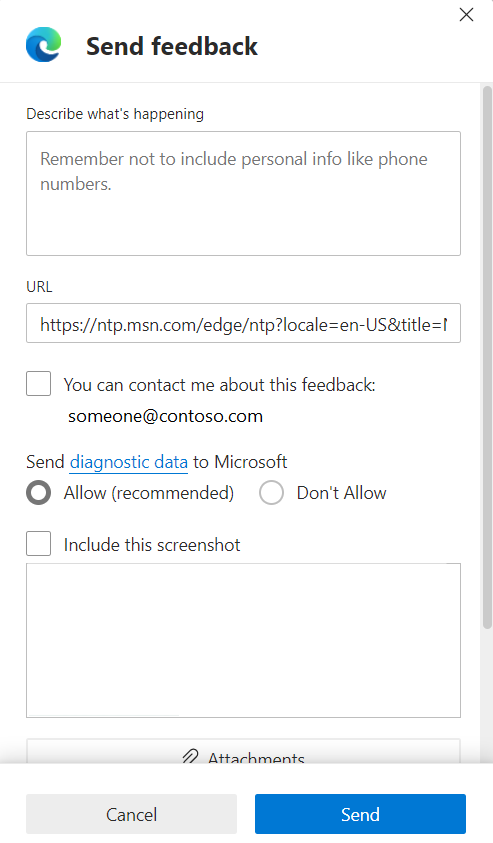 Send feedback
Describe what's happening
Remember not to include personal info like phone
numbers.
URL
https://ntp.msn.com/edge/ntp?locale=en-US&title=
You can contact me about this feedback:
someone@contoso.com
Send diagnostic data to Microsoft
Allow (recommended) Don't Allow
Include this screenshot
Attachments
Cancel Send